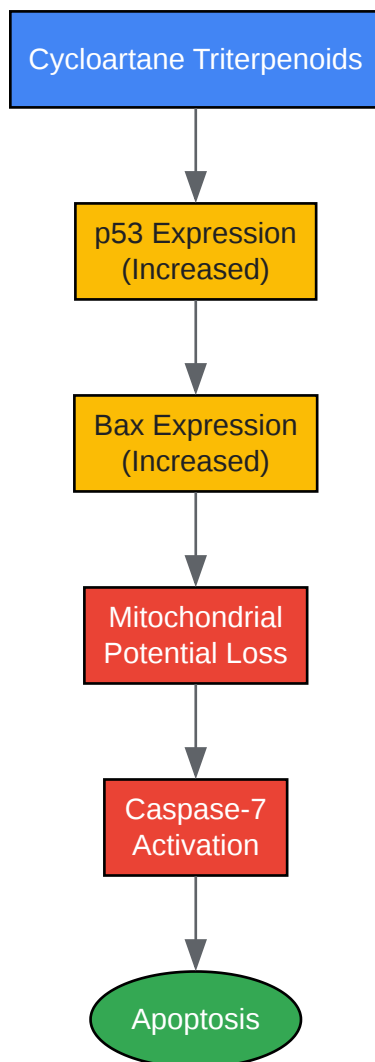 Cycloartane Triterpenoids
p53 Expression
(Increased)
Bax Expression
(Increased)
Mitochondrial
Potential Loss
Caspase-7
Activation
Apoptosis